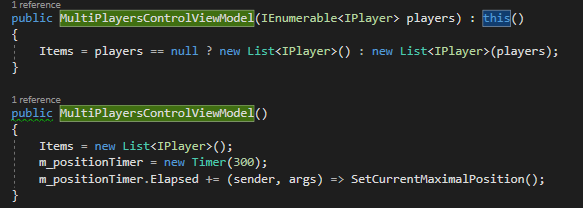 1 reference
public MultiPlayersControlViewModel(IEnumerable<IPlayer> players) : this()
{
Items = players == null ? new List<IPlayer>() : new List<IPlayer>(players);
}
1 reference
public MultiPlayersControlViewModel()
{
Items = new List<IPlayer>();
m_positionTimer = new Timer(300);
m_positionTimer.Elapsed += (sender, args) => SetCurrentMaximalPosition();
}